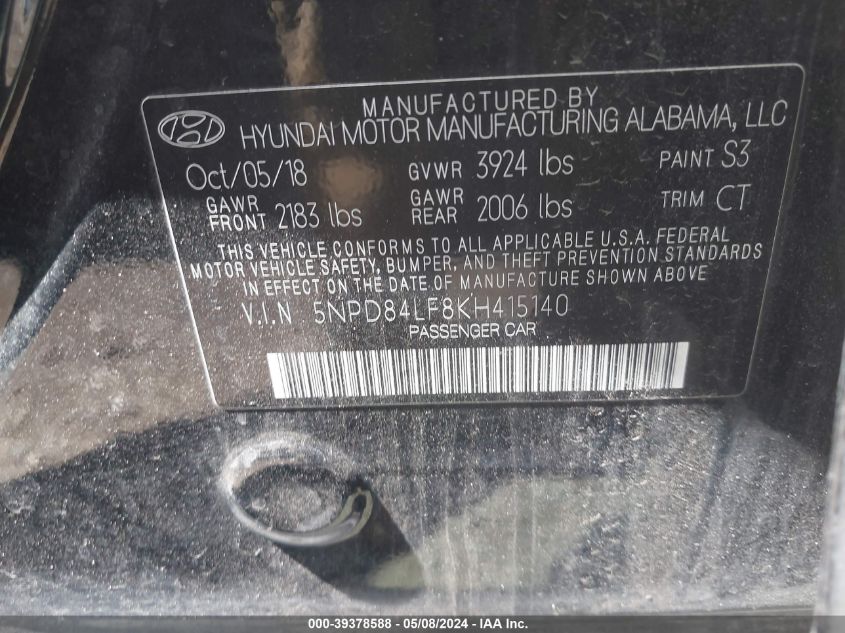 MANUFACTURED BY
HYUNDAI MOTOR MANUFACTURING ALABAMA, LLC
Oct/05/18 GVWR 3924 lbs PAINT S3
GAWR FRONT 2183 lbs GAWR REAR 2006 lbs TRIM CT
THIS VEHICLE CONFORMS TO ALL APPLICABLE U.S.A. FEDERAL
MOTOR VEHICLE SAFETY, BUMPER, AND THEFT PREVENTION STANDARDS
IN EFFECT ON THE DATE OF MANUFACTURE SHOWN ABOVE
V.I.N 5NPD84LF8KH415140
PASSENGER CAR
000-39378588 - 05/08/2024 - IAA Inc.